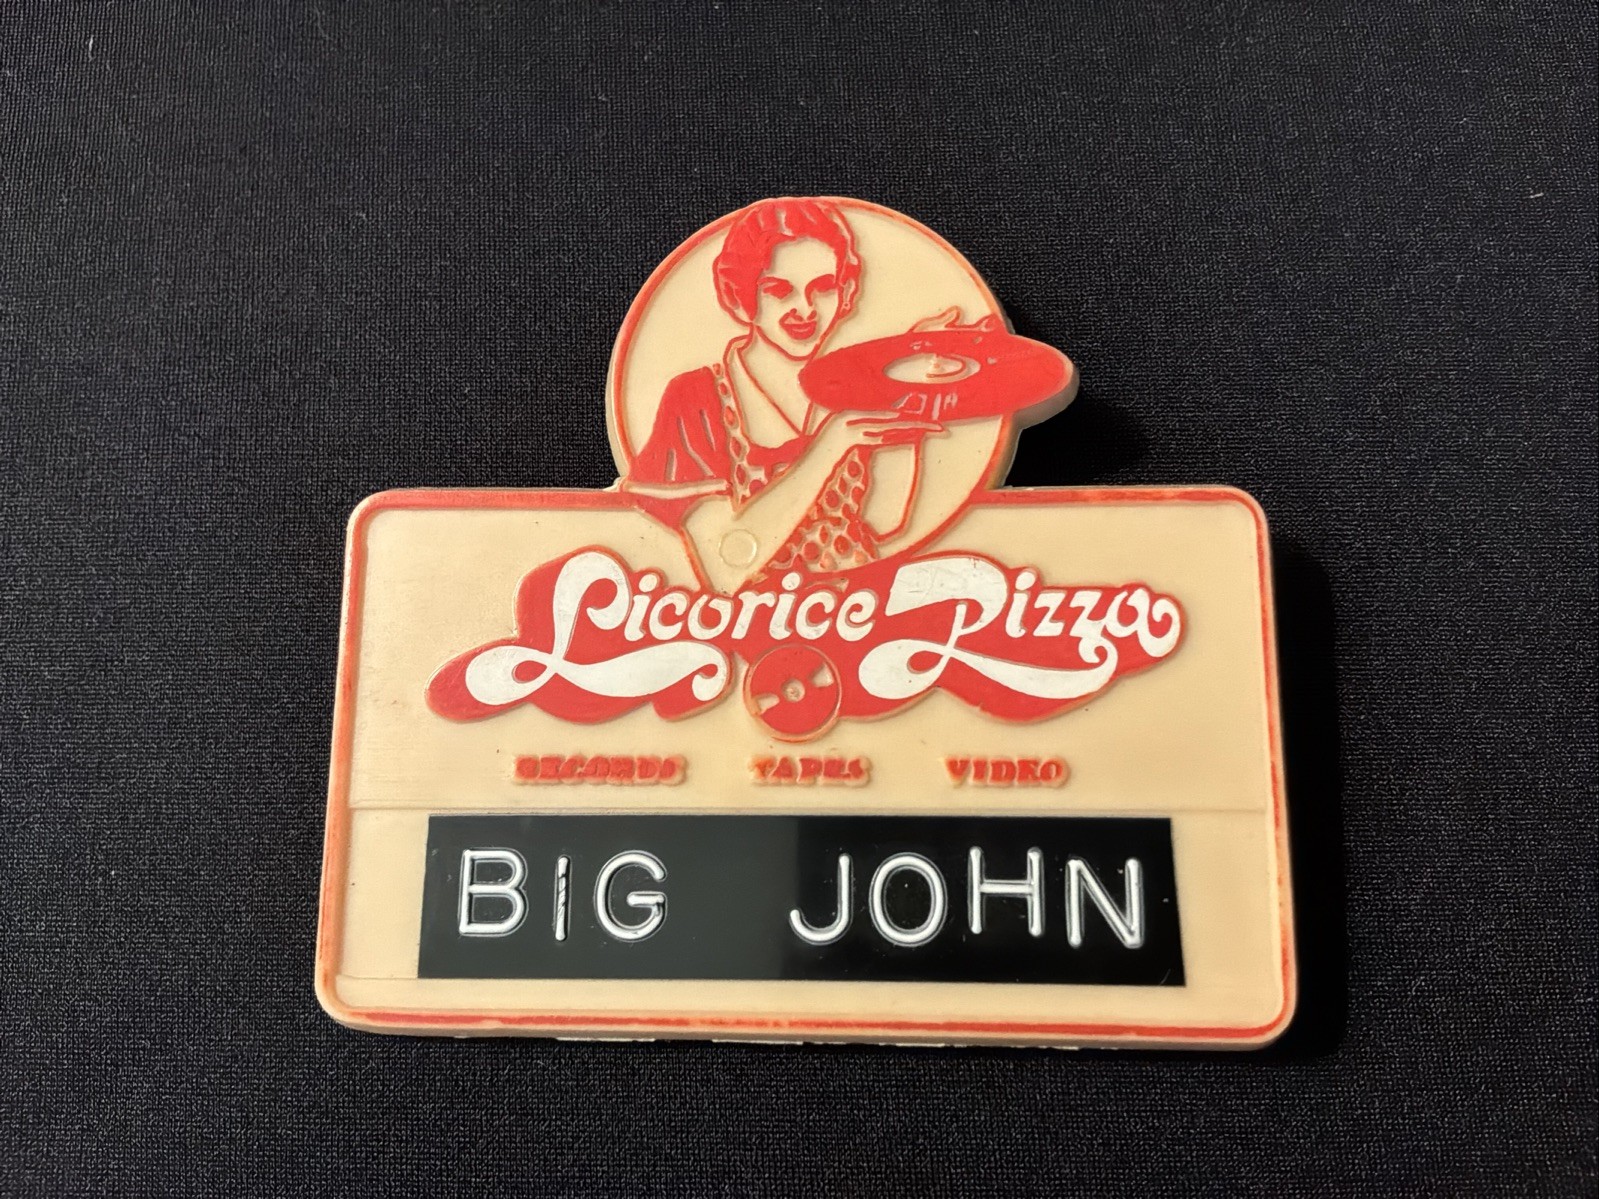 Licorice Pizza
RECORDS TAPES VIDEO
BIG JOHN